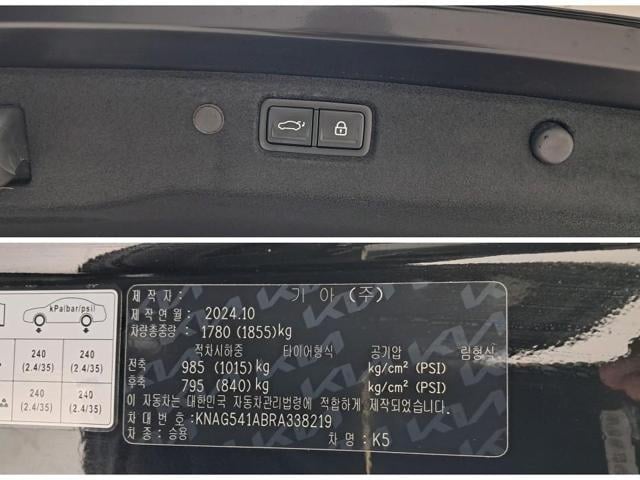 kPa(bar/psi)
240 240
(2.4/35) (2.4/35)
240 240
(2.4/35) (2.4/35)
제 작 자 : 기 아 (주)
제작연월 : 2024.10
차량총중량 : 1780 (1855)kg
적차시하중 타이어형식 공기압 림형식
전축 985 (1015)kg kg/cm² (PSI)
후축 795 (840)kg kg/cm² (PSI)
이 자동차는 대한민국 자동차관리법령에 적합하게 제작되었습니다.
차 대 번호 :KNAG541ABRA338219
차 종 : 승용 차 명 : K5